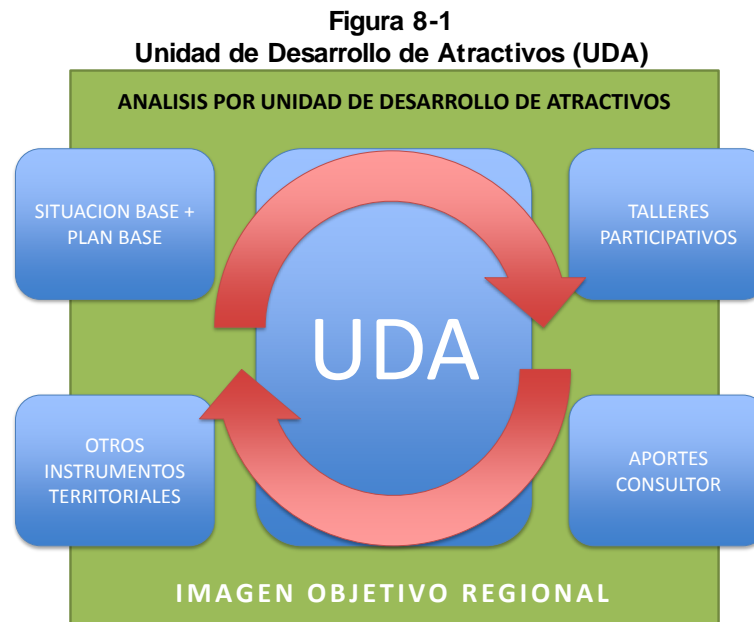 Figura 8-1
Unidad de Desarrollo de Atractivos (UDA)
ANALISIS POR UNIDAD DE DESARROLLO DE ATRACTIVOS
SITUACION BASE +
PLAN BASE
TALLERES
PARTICIPATIVOS
UDA
OTROS
INSTRUMENTOS
TERRITORIALES
APORTES
CONSULTOR
IMAGEN OBJETIVO REGIONAL